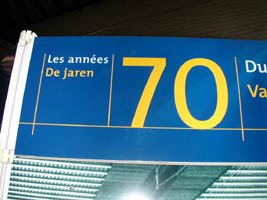 Les années
De jaren
70
Du
Va